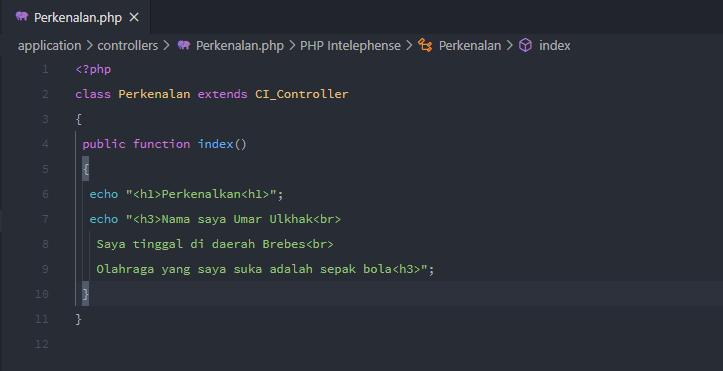 Perkenalan.php ×
application > controllers > Perkenalan.php > PHP Intelephense > Perkenalan > index
1 <?php
2 class Perkenalan extends CI_Controller
3 {
4 public function index()
5 {
6 echo "<h1>Perkenalkan<h1>";
7 echo "<h3>Nama saya Umar Ulkhak<br>
8 Saya tinggal di daerah Brebes<br>
9 Olahraga yang saya suka adalah sepak bola<h3>";
10 }
11 }
12